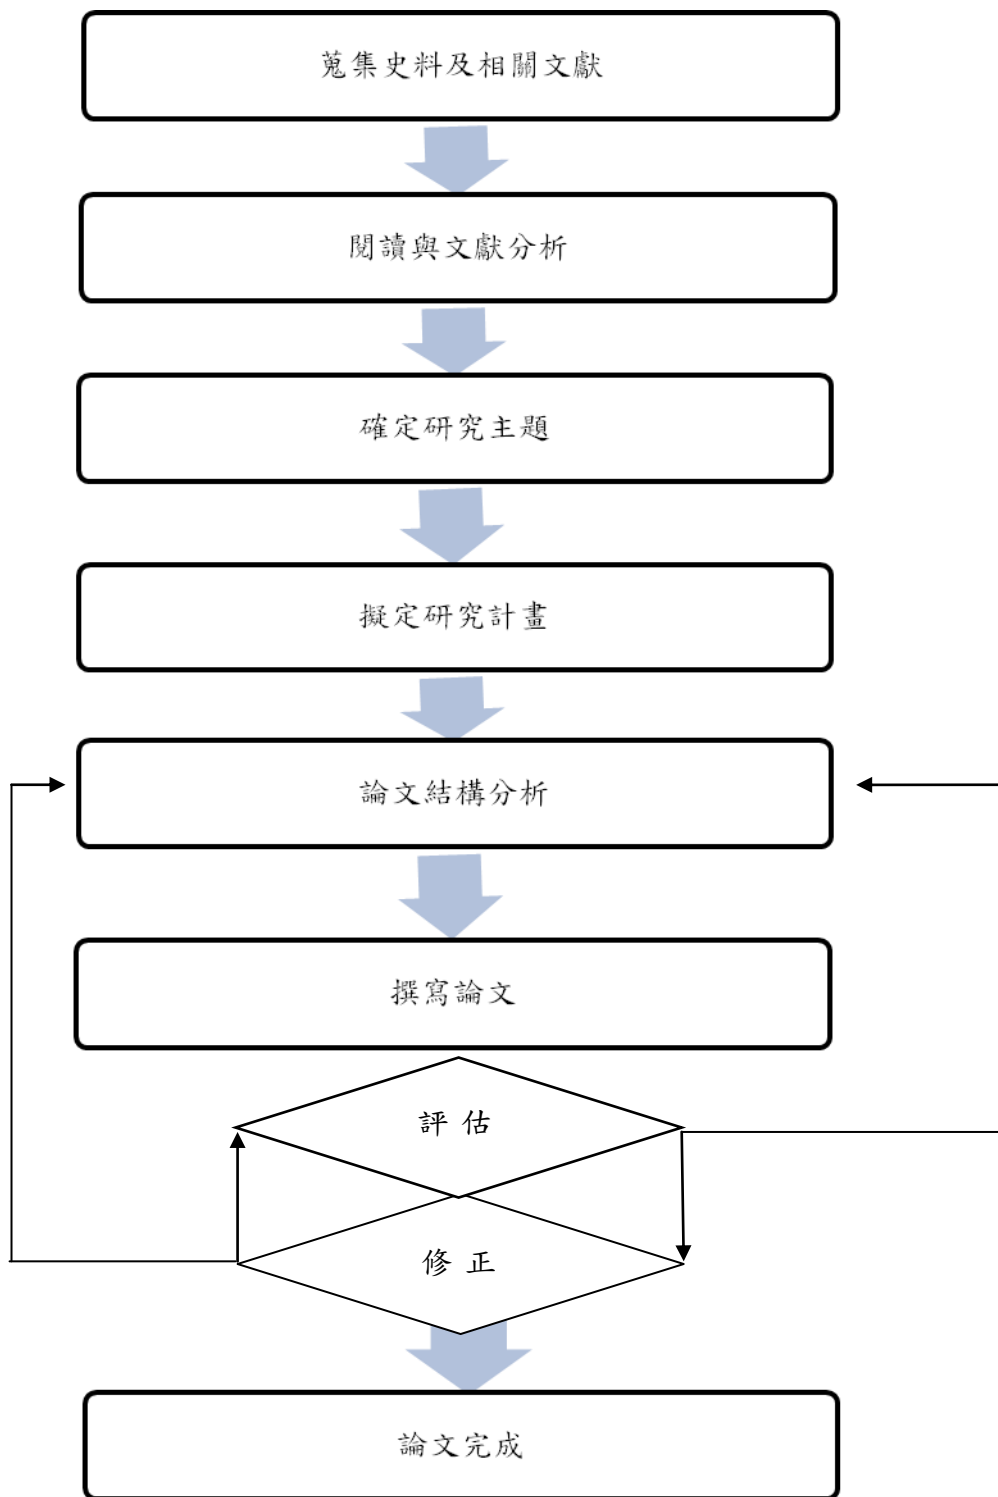 蒐集史料及相關文獻
閱讀與文獻分析
確定研究主題
擬定研究計畫
論文結構分析
撰寫論文
評 估
修 正
論文完成